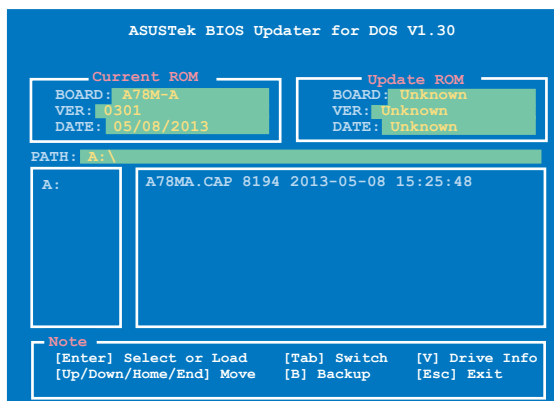 ASUSTek BIOS Updater for DOS V1.30
Current ROM
BOARD: A78M-A
VER: 0301
DATE: 05/08/2013
Update ROM
BOARD: Unknown
VER: Unknown
DATE: Unknown
PATH: A:\
A:
A78MA.CAP 8194 2013-05-08 15:25:48
Note
[Enter] Select or Load [Tab] Switch [V] Drive Info
[Up/Down/Home/End] Move [B] Backup [Esc] Exit